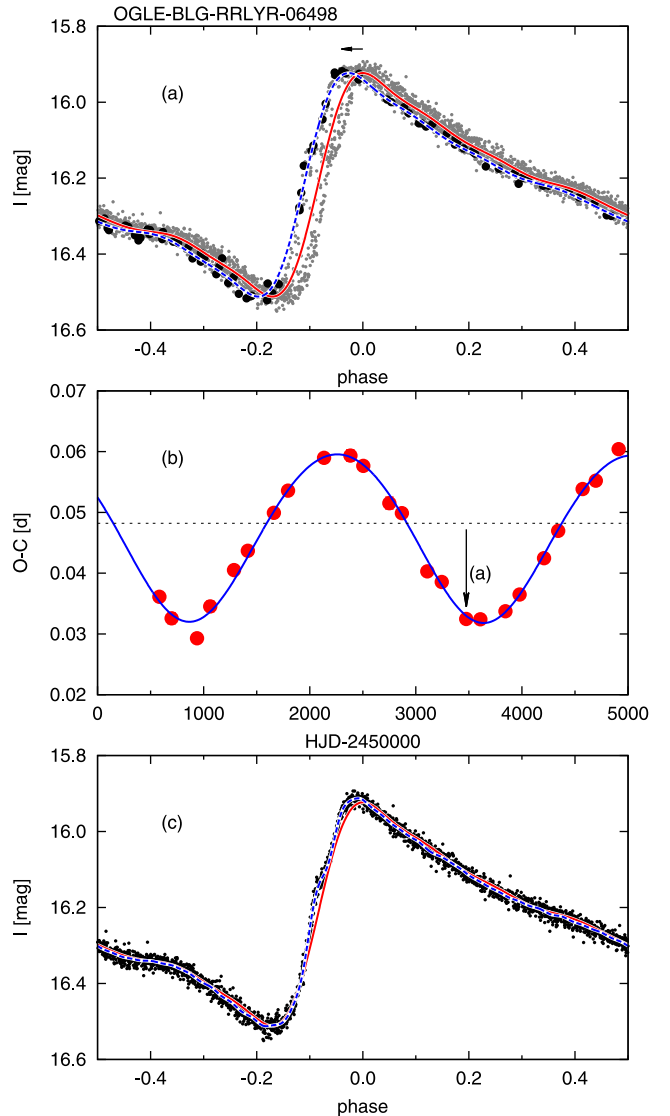 OGLE-BLG-RRLYR-06498
15.8
16.0
16.2
16.4
16.6
I [mag]
(a)
-0.4 -0.2 0.0 0.2 0.4
phase
0.07
0.06
0.05
0.04
0.03
0.02
O-C [d]
(b)
(a)
0 1000 2000 3000 4000 5000
HJD-2450000
15.8
16.0
16.2
16.4
16.6
I [mag]
(c)
-0.4 -0.2 0.0 0.2 0.4
phase